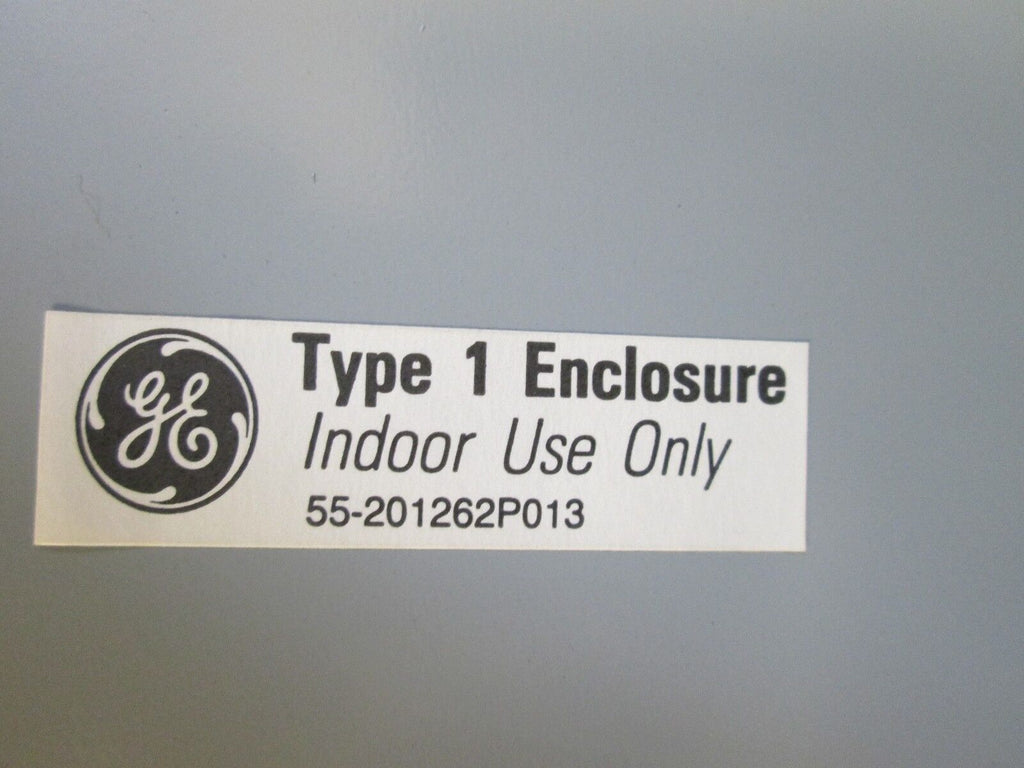 GE
Type 1 Enclosure
Indoor Use Only
55-201262P013